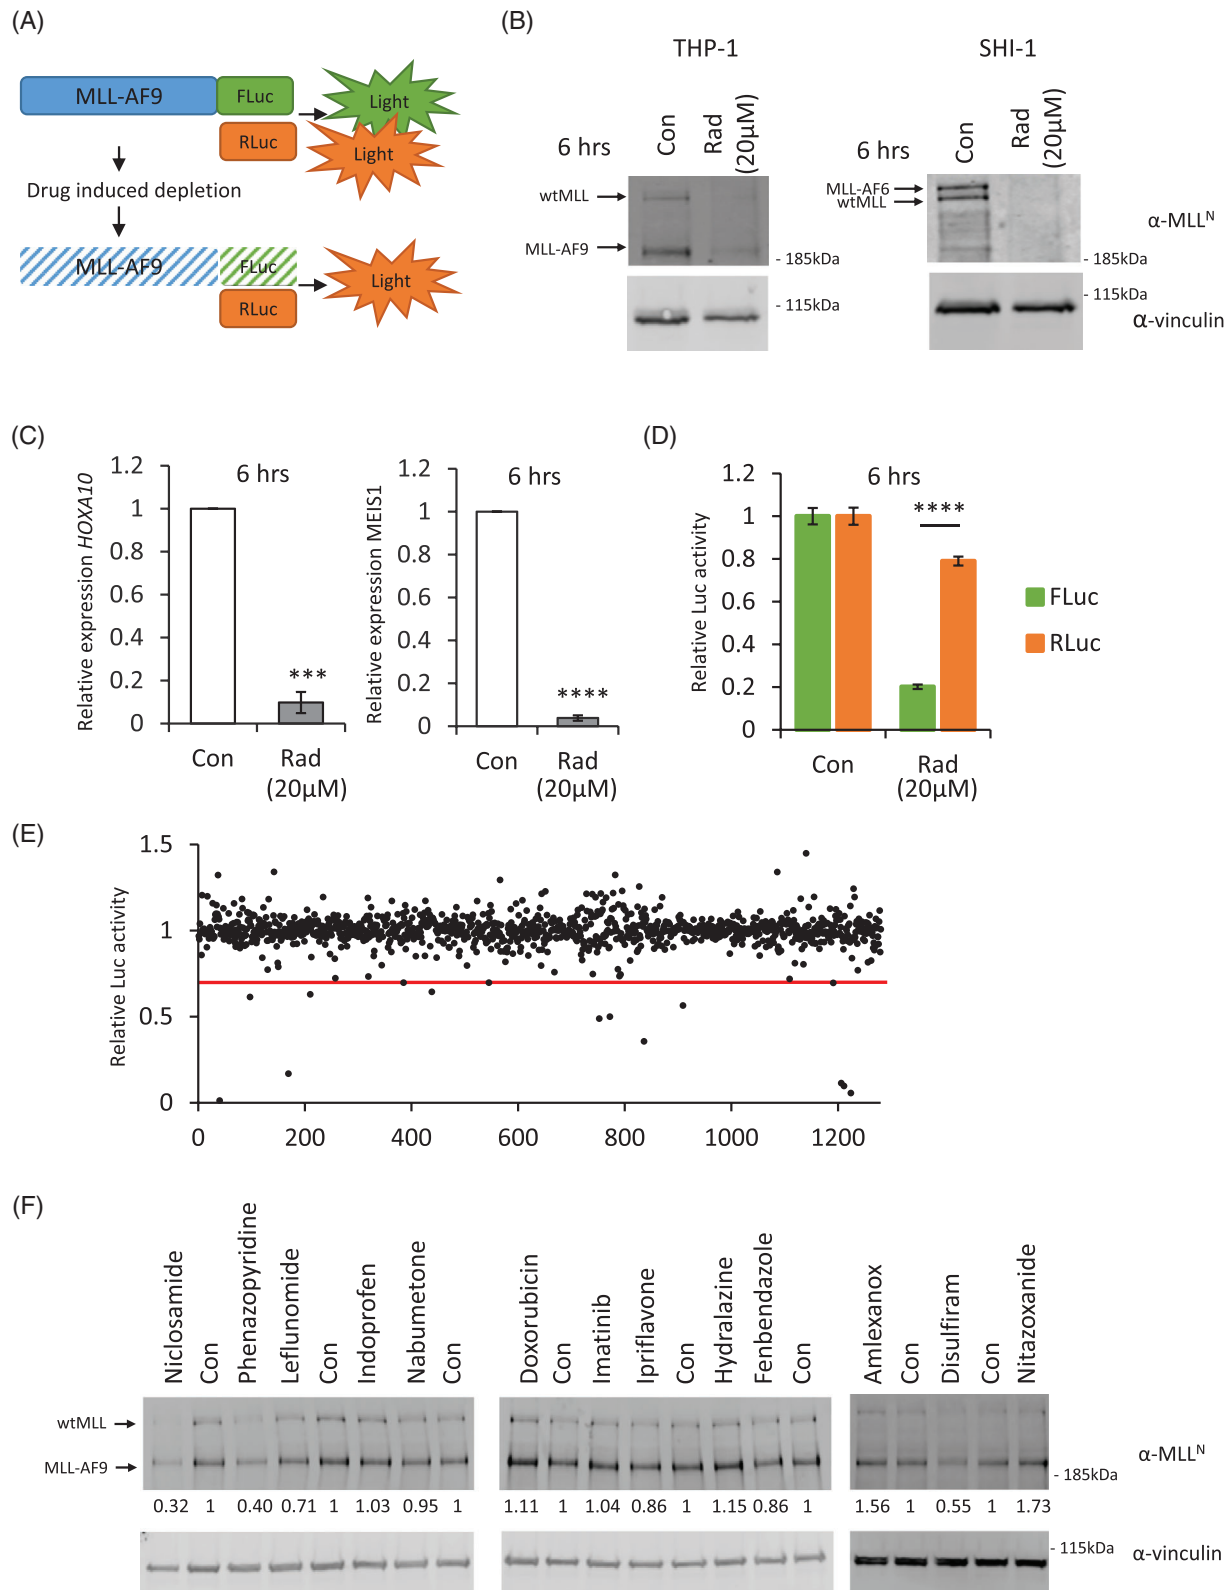 (A)
MLL-AF9 FLuc Light
RLuc Light
Drug induced depletion
MLL-AF9 FLuc Light
RLuc
(B)
THP-1 SHI-1
6 hrs Con Rad (20µM) 6 hrs Con Rad (20µM)
wtMLL
MLL-AF9
- 185kDa
- 115kDa
MLL-AF6
wtMLL
α-MLLᴺ
- 185kDa
- 115kDa
α-vinculin
(C)
Relative expression HOXA10
6 hrs
1.2
1
0.8
0.6
0.4
0.2
0
***
Con Rad
(20µM)
Relative expression MEIS1
6 hrs
1.2
1
0.8
0.6
0.4
0.2
0
****
Con Rad
(20µM)
(D)
Relative Luc activity
6 hrs
1.2
1
0.8
0.6
0.4
0.2
0
****
Con Rad
(20µM)
FLuc
RLuc
(E)
Relative Luc activity
1.5
1
0.5
0
0 200 400 600 800 1000 1200
(F)
Niclosamide Con Phenazopyridine Leflunomide Con Indoprofen Nabumetone Con Doxorubicin Con Imatinib Ipriflavone Con Hydralazine Fenbendazole Con Amlexanox Con Disulfiram Con Nitazoxanide
wtMLL
MLL-AF9
α-MLLᴺ
- 185kDa
0.32 1 0.40 0.71 1 1.03 0.95 1 1.11 1 1.04 0.86 1 1.15 0.86 1 1.56 1 0.55 1 1.73
- 115kDa
α-vinculin